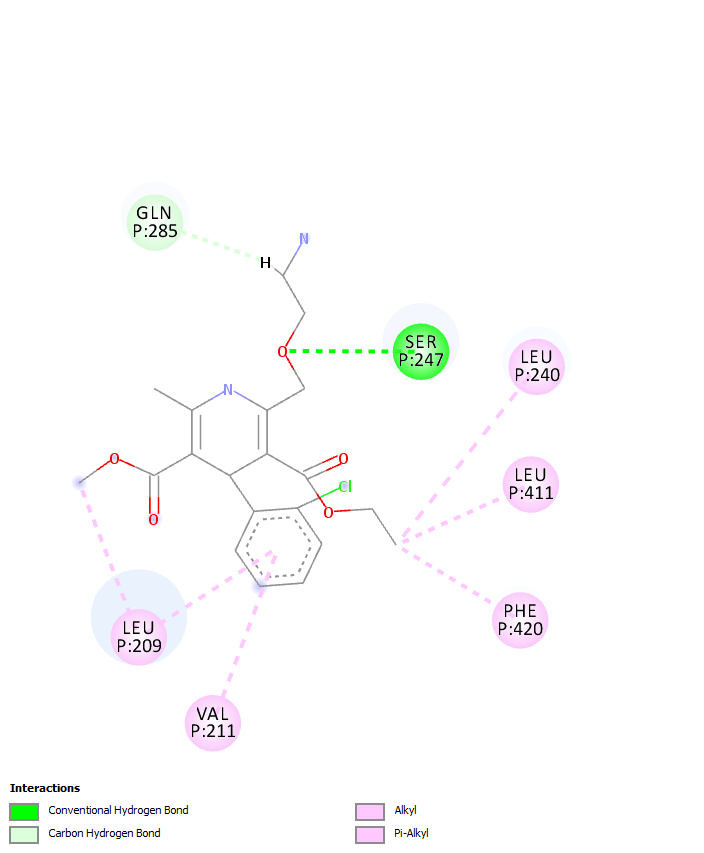 GLN
P:285
N
H
O
SER
P:247
LEU
P:240
N
O
O
Cl
LEU
P:411
O
O
LEU
P:209
PHE
P:420
VAL
P:211
Interactions
Conventional Hydrogen Bond
Carbon Hydrogen Bond
Alkyl
Pi-Alkyl